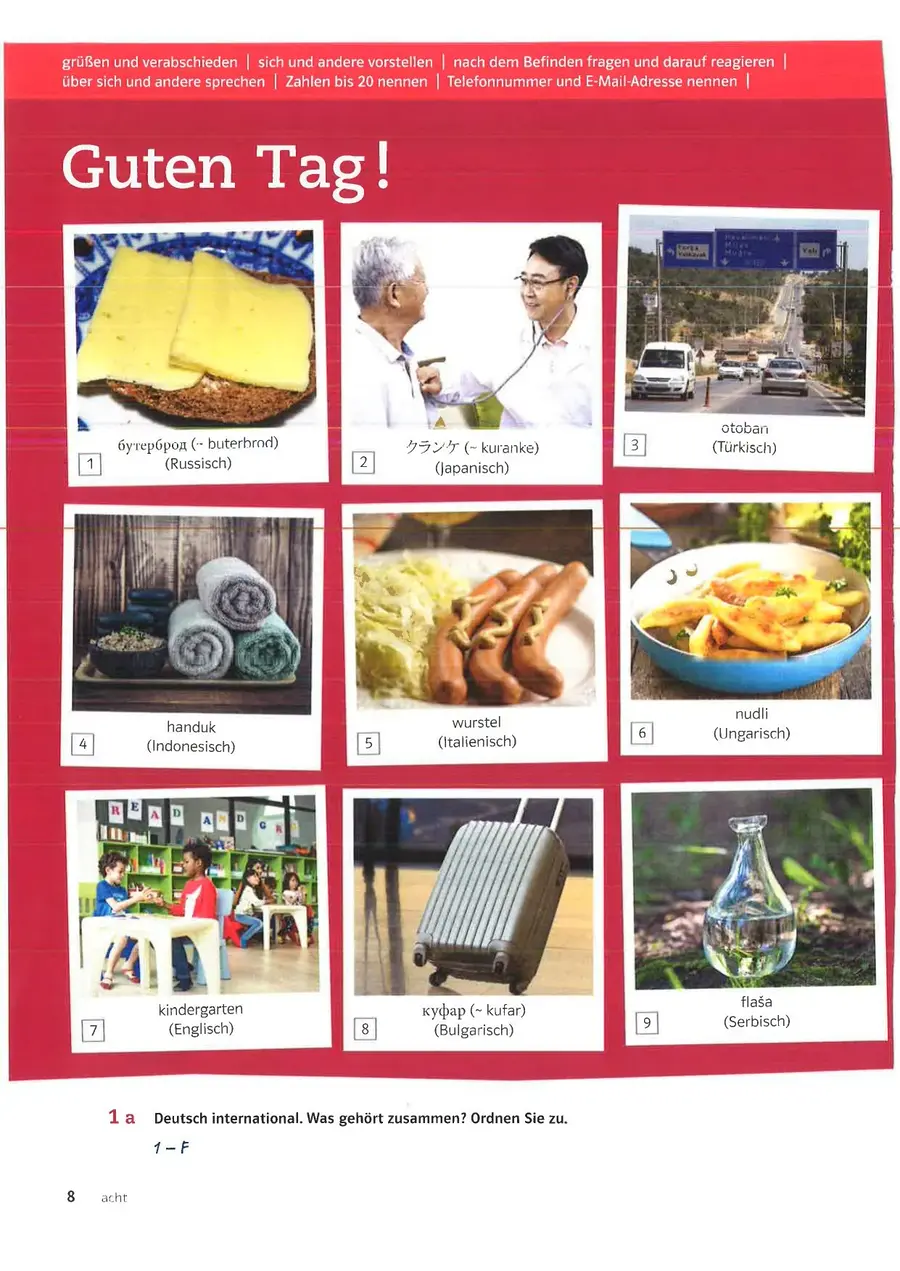 grüßen und verabschieden | sich und andere vorstellen | nach dem Befinden fragen und darauf reagieren |
über sich und andere sprechen | Zahlen bis 20 nennen | Telefonnummer und E-Mail-Adresse nennen |
Guten Tag!
бутерброд (~ buterbrod)
1 (Russisch)
クランケ (~ kuranke)
2 (Japanisch)
otoban
3 (Türkisch)
handuk
4 (Indonesisch)
wurstel
5 (Italienisch)
nudli
6 (Ungarisch)
READ AND
kindergarten
7 (Englisch)
куфар (~ kufar)
8 (Bulgarisch)
flaša
9 (Serbisch)
1 a Deutsch international. Was gehört zusammen? Ordnen Sie zu.
1 – F
8 acht